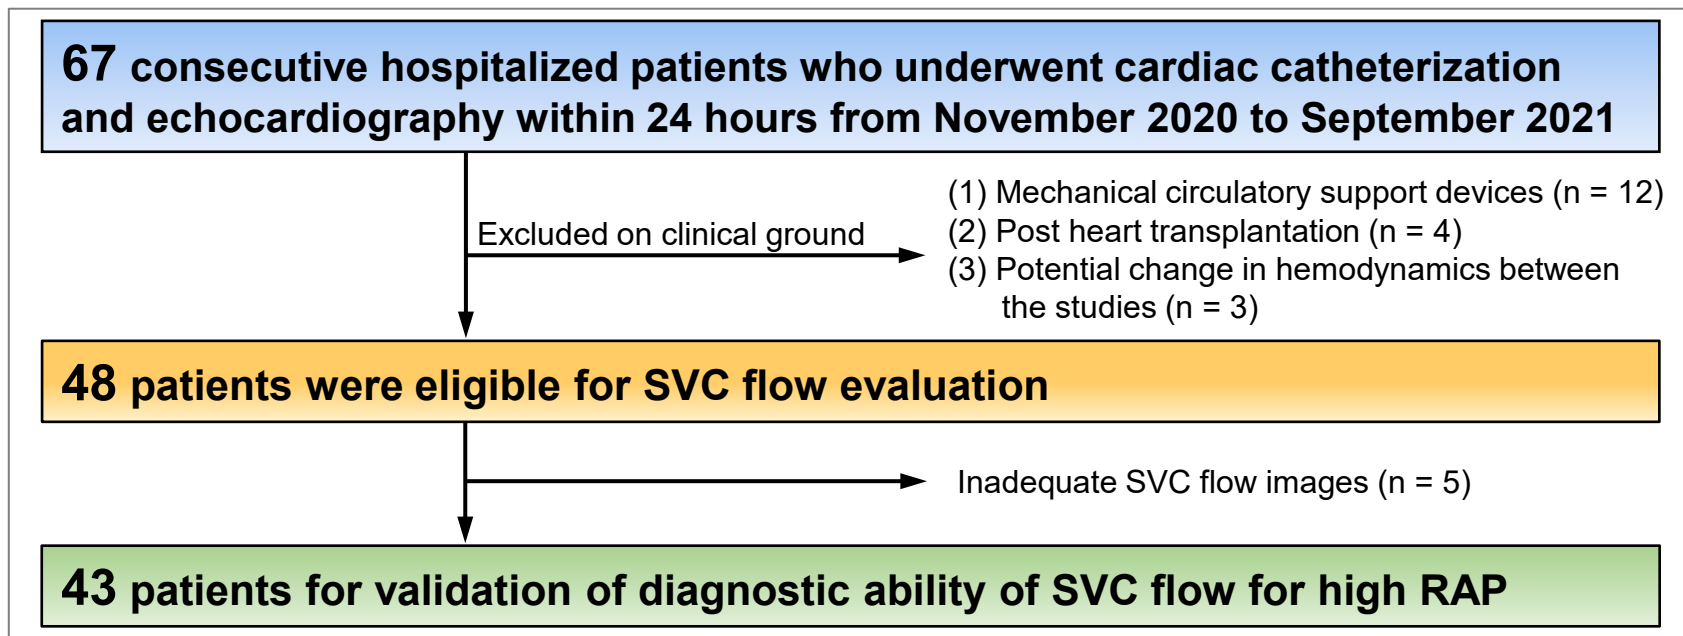 67 consecutive hospitalized patients who underwent cardiac catheterization
and echocardiography within 24 hours from November 2020 to September 2021
Excluded on clinical ground
(1) Mechanical circulatory support devices (n = 12)
(2) Post heart transplantation (n = 4)
(3) Potential change in hemodynamics between
the studies (n = 3)
48 patients were eligible for SVC flow evaluation
Inadequate SVC flow images (n = 5)
43 patients for validation of diagnostic ability of SVC flow for high RAP